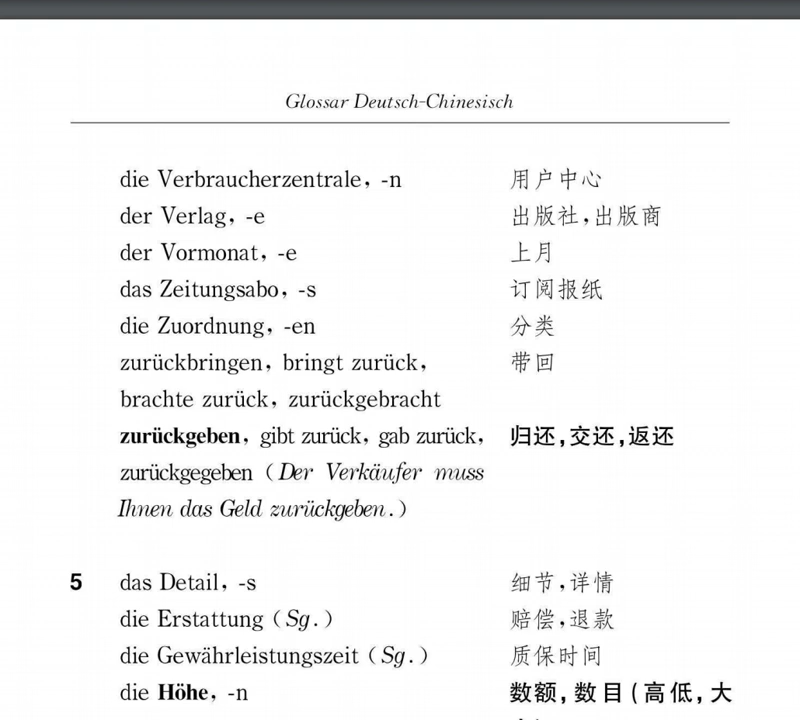 Glossar Deutsch-Chinesisch
die Verbraucherzentrale, -n 用户中心
der Verlag, -e 出版社,出版商
der Vormonat, -e 上月
das Zeitungsabo, -s 订阅报纸
die Zuordnung, -en 分类
zurückbringen, bringt zurück, 带回
brachte zurück, zurückgebracht
zurückgeben, gibt zurück, gab zurück, 归还,交还,返还
zurückgegeben (Der Verkäufer muss
Ihnen das Geld zurückgeben.)
5 das Detail, -s 细节,详情
die Erstattung (Sg.) 赔偿,退款
die Gewährleistungszeit (Sg.) 质保时间
die Höhe, -n 数额,数目(高低,大